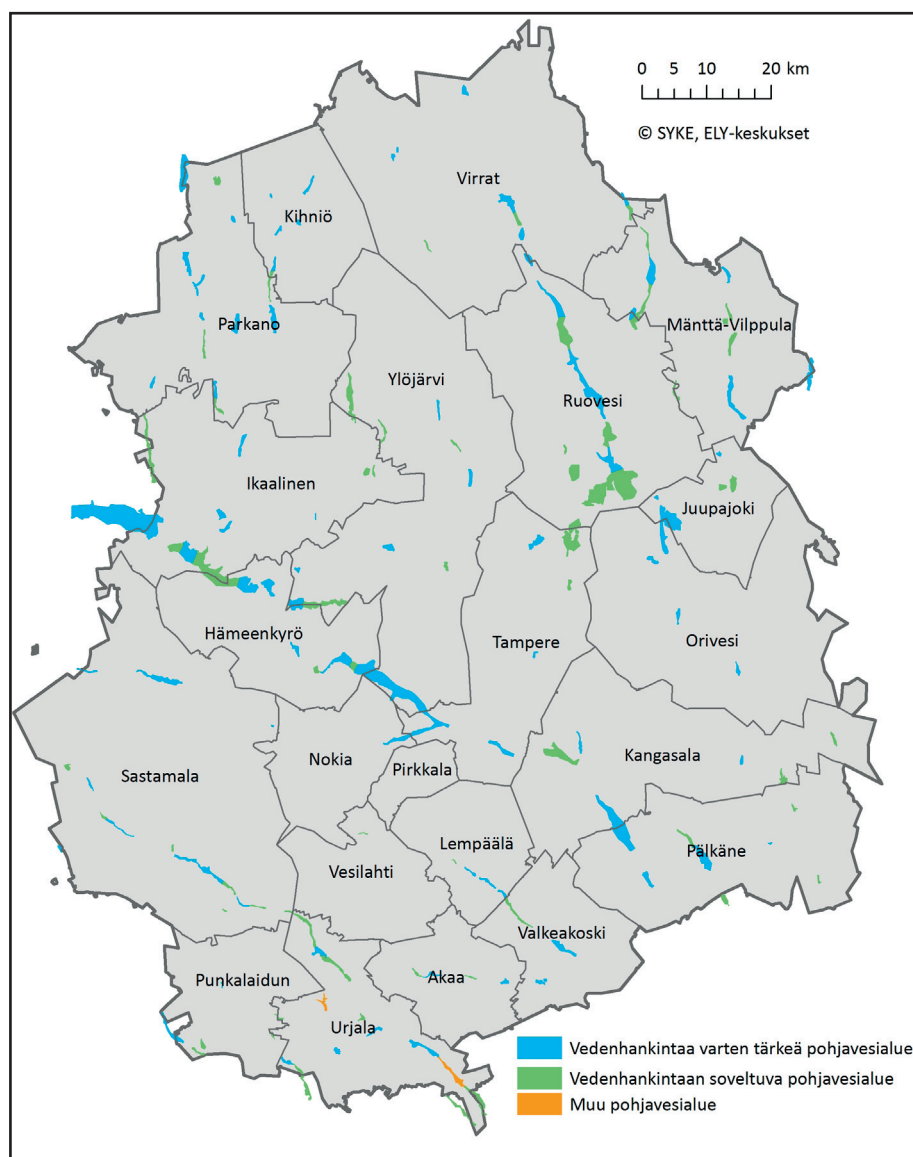 0 5 10 20 km
© SYKE, ELY-keskukset
Virrat
Kihniö
Parkano
Mänttä-Vilppula
Ylöjärvi
Ruovesi
Ikaalinen
Juupajoki
Hämeenkyrö
Tampere
Orivesi
Nokia
Kangasala
Sastamala
Pirkkala
Lempäälä
Pälkäne
Vesilahti
Valkeakoski
Punkalaidun
Akaa
Urjala
Vedenhankintaa varten tärkeä pohjavesialue
Vedenhankintaan soveltuva pohjavesialue
Muu pohjavesialue